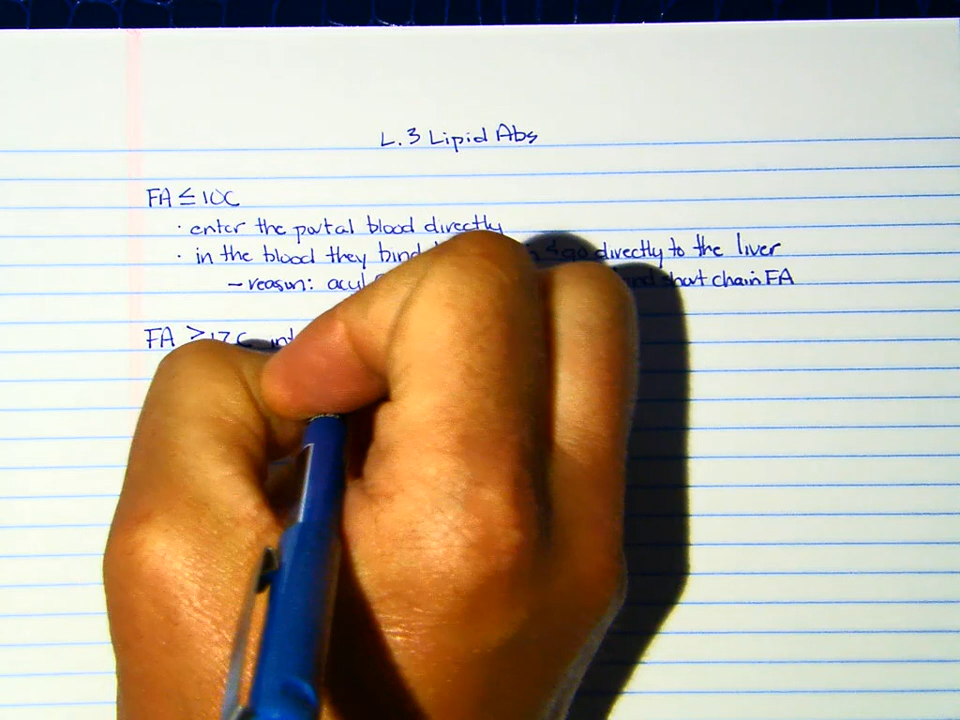 L.3 Lipid Abs
FA ≤ 10C
· enter the portal blood directly
· in the blood they bind & go directly to the liver
- reason: acyl short chain FA
FA ≥ 12C